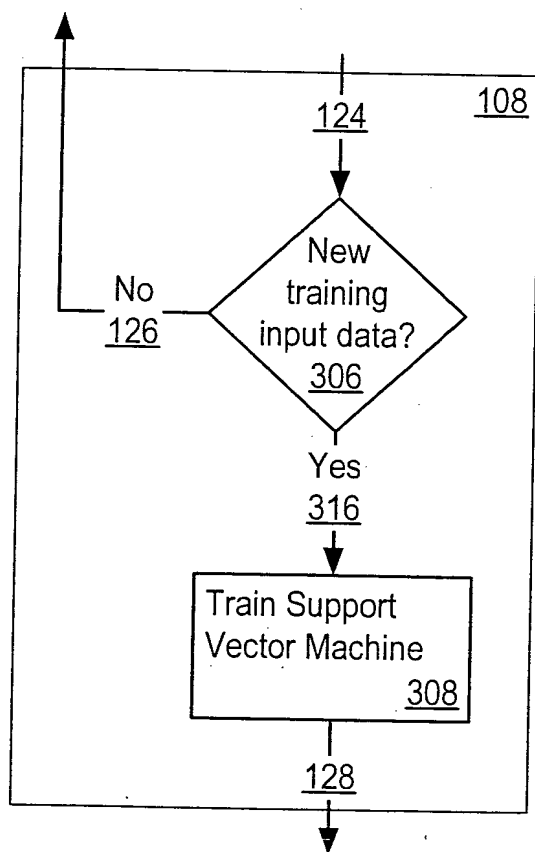 108
124
New
training
input data?
306
No
126
Yes
316
Train Support
Vector Machine
308
128